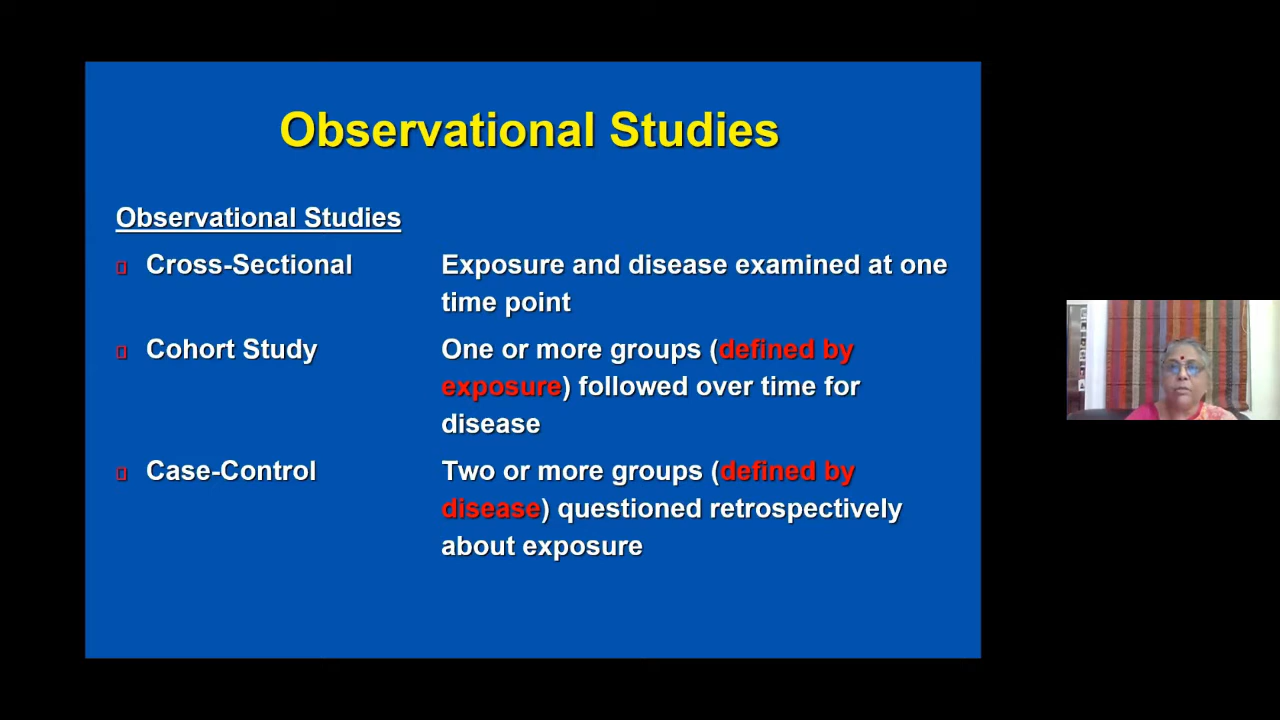 Observational Studies
Observational Studies
Cross-Sectional Exposure and disease examined at one
time point
Cohort Study One or more groups (defined by
exposure) followed over time for
disease
Case-Control Two or more groups (defined by
disease) questioned retrospectively
about exposure